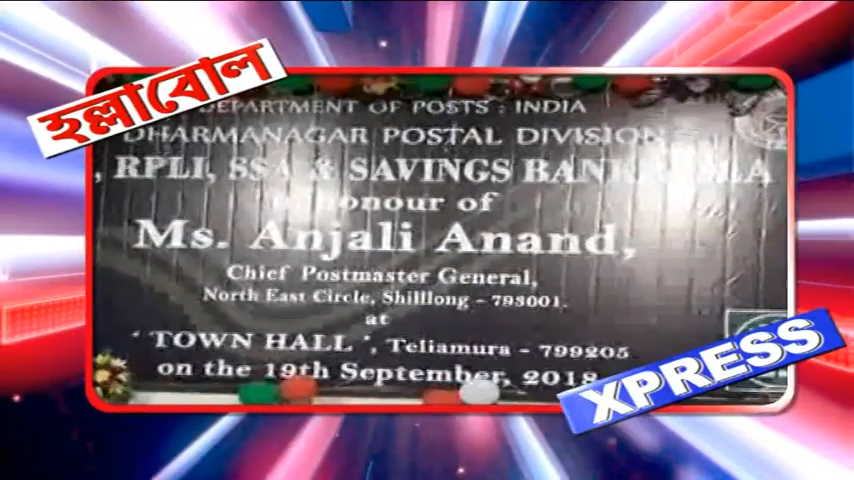 হল্লাবোল
DEPARTMENT OF POSTS : INDIA
DHARMANAGAR POSTAL DIVISION
, RPLI, SSA & SAVINGS BANK
honour of
Ms. Anjali Anand,
Chief Postmaster General,
North East Circle, Shilllong - 793001.
at
' TOWN HALL ', Teliamura - 799205
on the 19th September, 2018
XPRESS